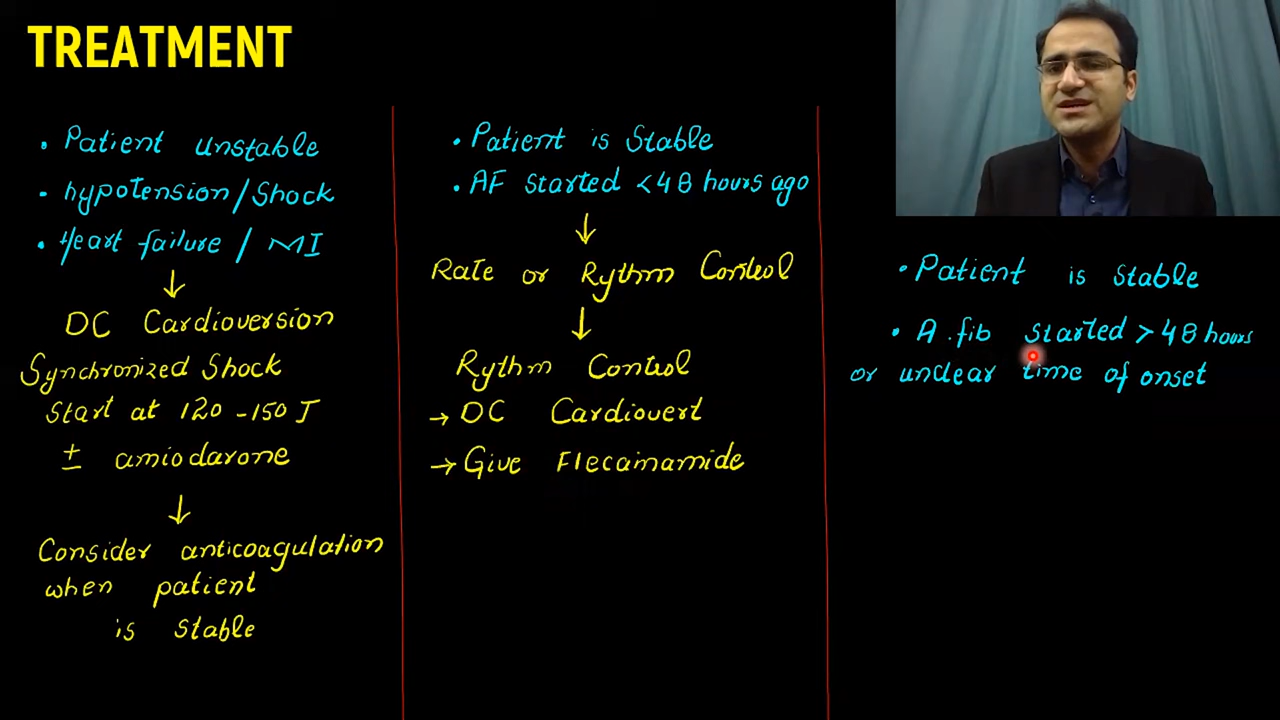 TREATMENT
• Patient unstable
• hypotension/Shock
• Heart failure / MI
↓
DC Cardioversion
Synchronized Shock
Start at 120 - 150 J
± amiodarone
↓
Consider anticoagulation
when patient
is stable
• Patient is Stable
• AF started <48 hours ago
↓
Rate or Rythm Control
↓
Rythm Control
→ DC Cardiovert
→ Give Flecainamide
• Patient is stable
• A.fib started > 48 hours
or unclear time of onset